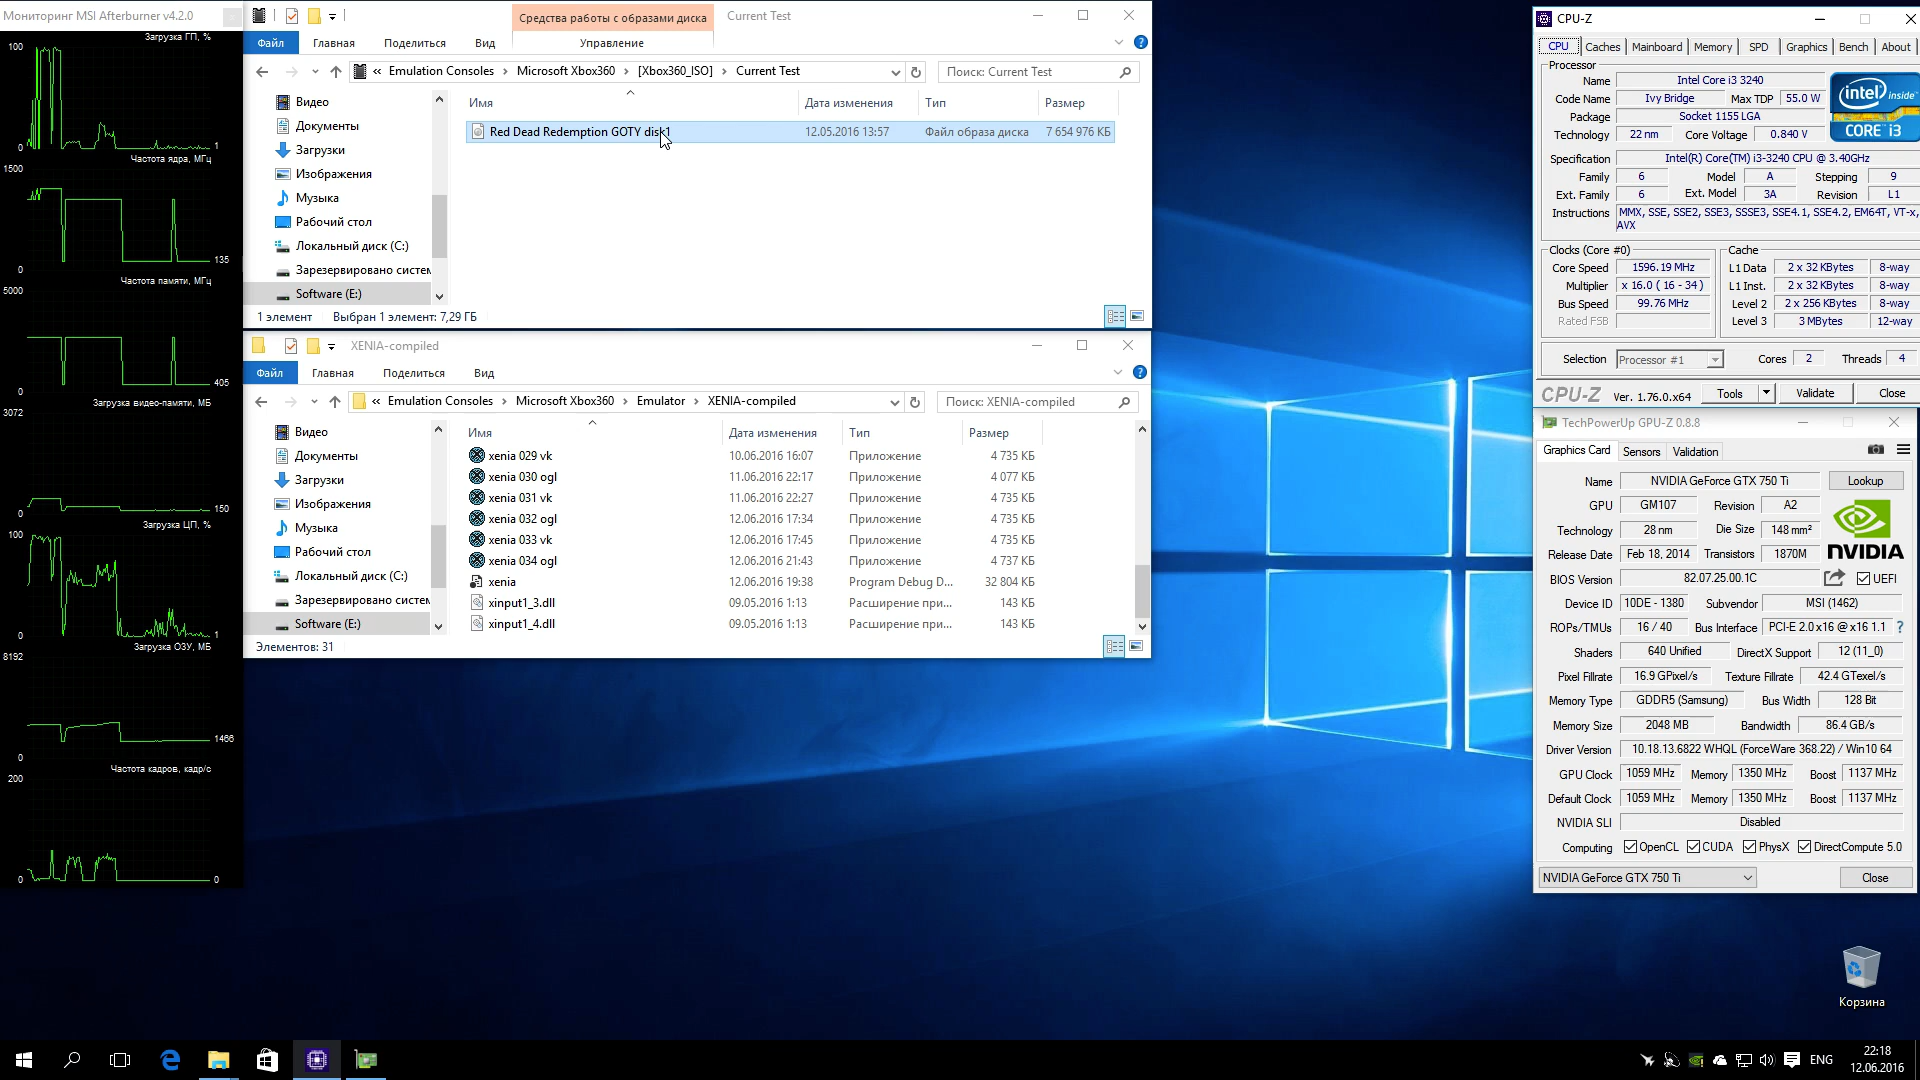 Мониторинг MSI Afterburner v4.2.0
Загрузка ГП, %
100
0
1
Частота ядра, МГц
1500
0
135
Частота памяти, МГц
5000
0
405
Загрузка видео-памяти, МБ
3072
0
150
Загрузка ЦП, %
100
0
1
Загрузка ОЗУ, МБ
8192
0
1466
Частота кадров, кадр/с
200
0
0
Средства работы с образами диска
Current Test
Файл
Главная
Поделиться
Вид
Управление
« Emulation Consoles › Microsoft Xbox360 › [Xbox360_ISO] › Current Test
Поиск: Current Test
Видео
Документы
Загрузки
Изображения
Музыка
Рабочий стол
Локальный диск (C:)
Зарезервировано систем
Software (E:)
Имя
Дата изменения
Тип
Размер
Red Dead Redemption GOTY disk1
12.05.2016 13:57
Файл образа диска
7 654 976 КБ
1 элемент
Выбран 1 элемент: 7,29 ГБ
XENIA-compiled
Файл
Главная
Поделиться
Вид
« Emulation Consoles › Microsoft Xbox360 › Emulator › XENIA-compiled
Поиск: XENIA-compiled
Видео
Документы
Загрузки
Изображения
Музыка
Рабочий стол
Локальный диск (C:)
Зарезервировано систем
Software (E:)
Имя
Дата изменения
Тип
Размер
xenia 029 vk 10.06.2016 16:07 Приложение 4 735 КБ
xenia 030 ogl 11.06.2016 22:17 Приложение 4 077 КБ
xenia 031 vk 11.06.2016 22:27 Приложение 4 735 КБ
xenia 032 ogl 12.06.2016 17:34 Приложение 4 735 КБ
xenia 033 vk 12.06.2016 17:45 Приложение 4 735 КБ
xenia 034 ogl 12.06.2016 21:43 Приложение 4 737 КБ
xenia 12.06.2016 19:38 Program Debug D... 32 804 КБ
xinput1_3.dll 09.05.2016 1:13 Расширение при... 143 КБ
xinput1_4.dll 09.05.2016 1:13 Расширение при... 143 КБ
Элементов: 31
CPU-Z
CPU Caches Mainboard Memory SPD Graphics Bench About
Processor
Name Intel Core i3 3240
Code Name Ivy Bridge Max TDP 55.0 W
Package Socket 1155 LGA
Technology 22 nm Core Voltage 0.840 V
intel inside™
CORE i3
Specification Intel(R) Core(TM) i3-3240 CPU @ 3.40GHz
Family 6 Model A Stepping 9
Ext. Family 6 Ext. Model 3A Revision L1
Instructions MMX, SSE, SSE2, SSE3, SSSE3, SSE4.1, SSE4.2, EM64T, VT-x,
AVX
Clocks (Core #0)
Core Speed 1596.19 MHz
Multiplier x 16.0 ( 16 - 34 )
Bus Speed 99.76 MHz
Rated FSB
Cache
L1 Data 2 x 32 KBytes 8-way
L1 Inst. 2 x 32 KBytes 8-way
Level 2 2 x 256 KBytes 8-way
Level 3 3 MBytes 12-way
Selection Processor #1 Cores 2 Threads 4
CPU-Z Ver. 1.76.0.x64 Tools Validate Close
TechPowerUp GPU-Z 0.8.8
Graphics Card Sensors Validation
Name NVIDIA GeForce GTX 750 Ti Lookup
GPU GM107 Revision A2
Technology 28 nm Die Size 148 mm²
Release Date Feb 18, 2014 Transistors 1870M
NVIDIA
BIOS Version 82.07.25.00.1C UEFI
Device ID 10DE - 1380 Subvendor MSI (1462)
ROPs/TMUs 16 / 40 Bus Interface PCI-E 2.0 x16 @ x16 1.1 ?
Shaders 640 Unified DirectX Support 12 (11_0)
Pixel Fillrate 16.9 GPixel/s Texture Fillrate 42.4 GTexel/s
Memory Type GDDR5 (Samsung) Bus Width 128 Bit
Memory Size 2048 MB Bandwidth 86.4 GB/s
Driver Version 10.18.13.6822 WHQL (ForceWare 368.22) / Win10 64
GPU Clock 1059 MHz Memory 1350 MHz Boost 1137 MHz
Default Clock 1059 MHz Memory 1350 MHz Boost 1137 MHz
NVIDIA SLI Disabled
Computing OpenCL CUDA PhysX DirectCompute 5.0
NVIDIA GeForce GTX 750 Ti Close
Корзина
ENG
22:18
12.06.2016